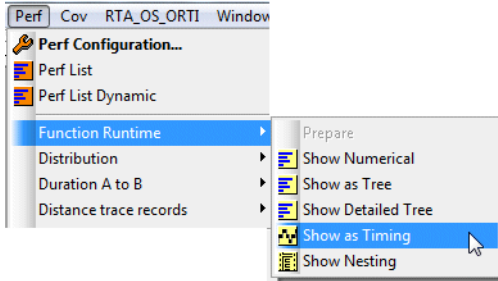 Perf Cov RTA_OS_ORTI Window
Perf Configuration...
Perf List
Perf List Dynamic
Function Runtime
Distribution
Duration A to B
Distance trace records
Prepare
Show Numerical
Show as Tree
Show Detailed Tree
Show as Timing
Show Nesting